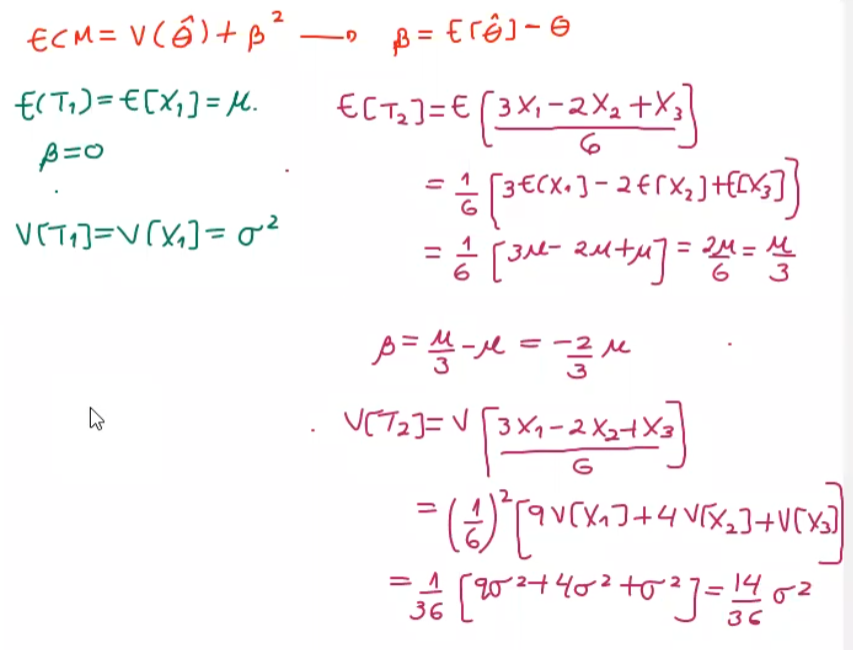 ECM = V(θ̂) + β² → β = E[θ̂] - θ
E(T₁) = E[X₁] = μ.
β = 0
V[T₁] = V[X₁] = σ²
E[T₂] = E [(3X₁ - 2X₂ + X₃)/6]
= 1/6 [3E(X₁] - 2E[X₂] + E[X₃]]
= 1/6 [3μ - 2μ + μ] = 2μ/6 = μ/3
β = μ/3 - μ = -2/3 μ
V[T₂] = V [(3X₁ - 2X₂ + X₃)/6]
= (1/6)² [9V[X₁] + 4V[X₂] + V[X₃]]
= 1/36 [9σ² + 4σ² + σ²] = 14/36 σ²